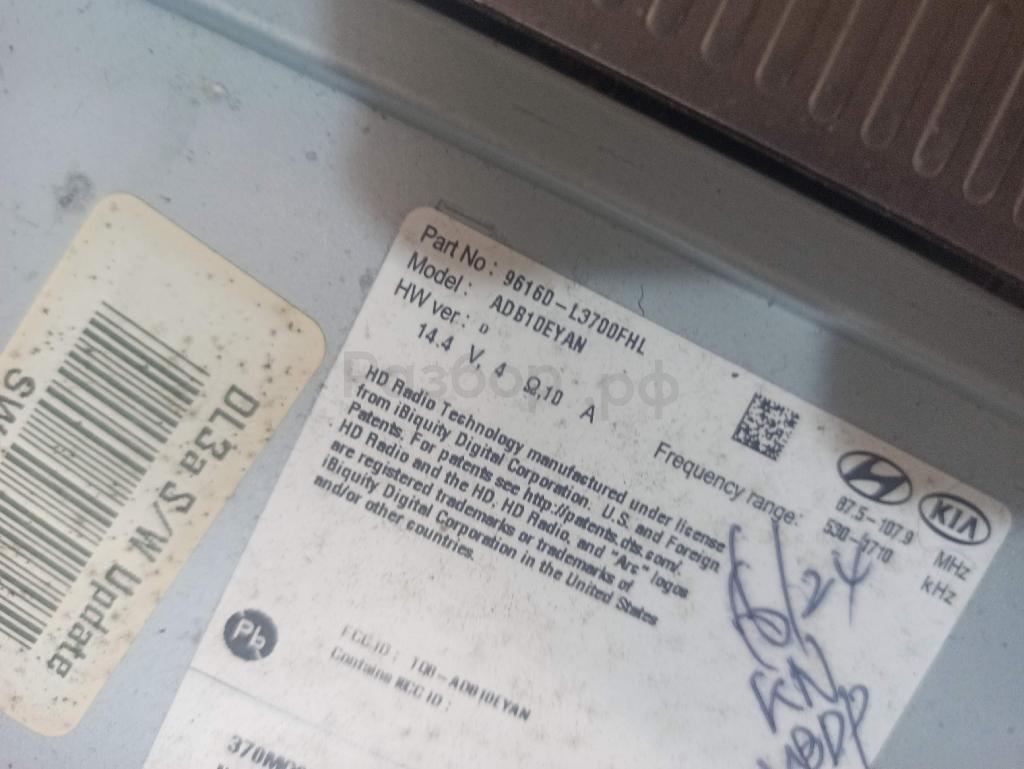 Part No : 96160-L3700FHL
Model : ADB10EYAN
HW ver.: D
14.4 V, 4 Ω,10 A
HD Radio Technology manufactured under license
from iBiquity Digital Corporation. U.S. and Foreign
Patents. For patents see http://patents.dts.com/.
HD Radio and the HD, HD Radio, and "Arc" logos
are registered trademarks or trademarks of
iBiquity Digital Corporation in the United States
and/or other countries.
Frequency range: 87.5-107.9 MHz
530-1710 kHz
KIA
Pb
FCC ID : TQ8-ADB10EYAN
Contains FCC ID :
DL3a S/W Update
Разбор.рф